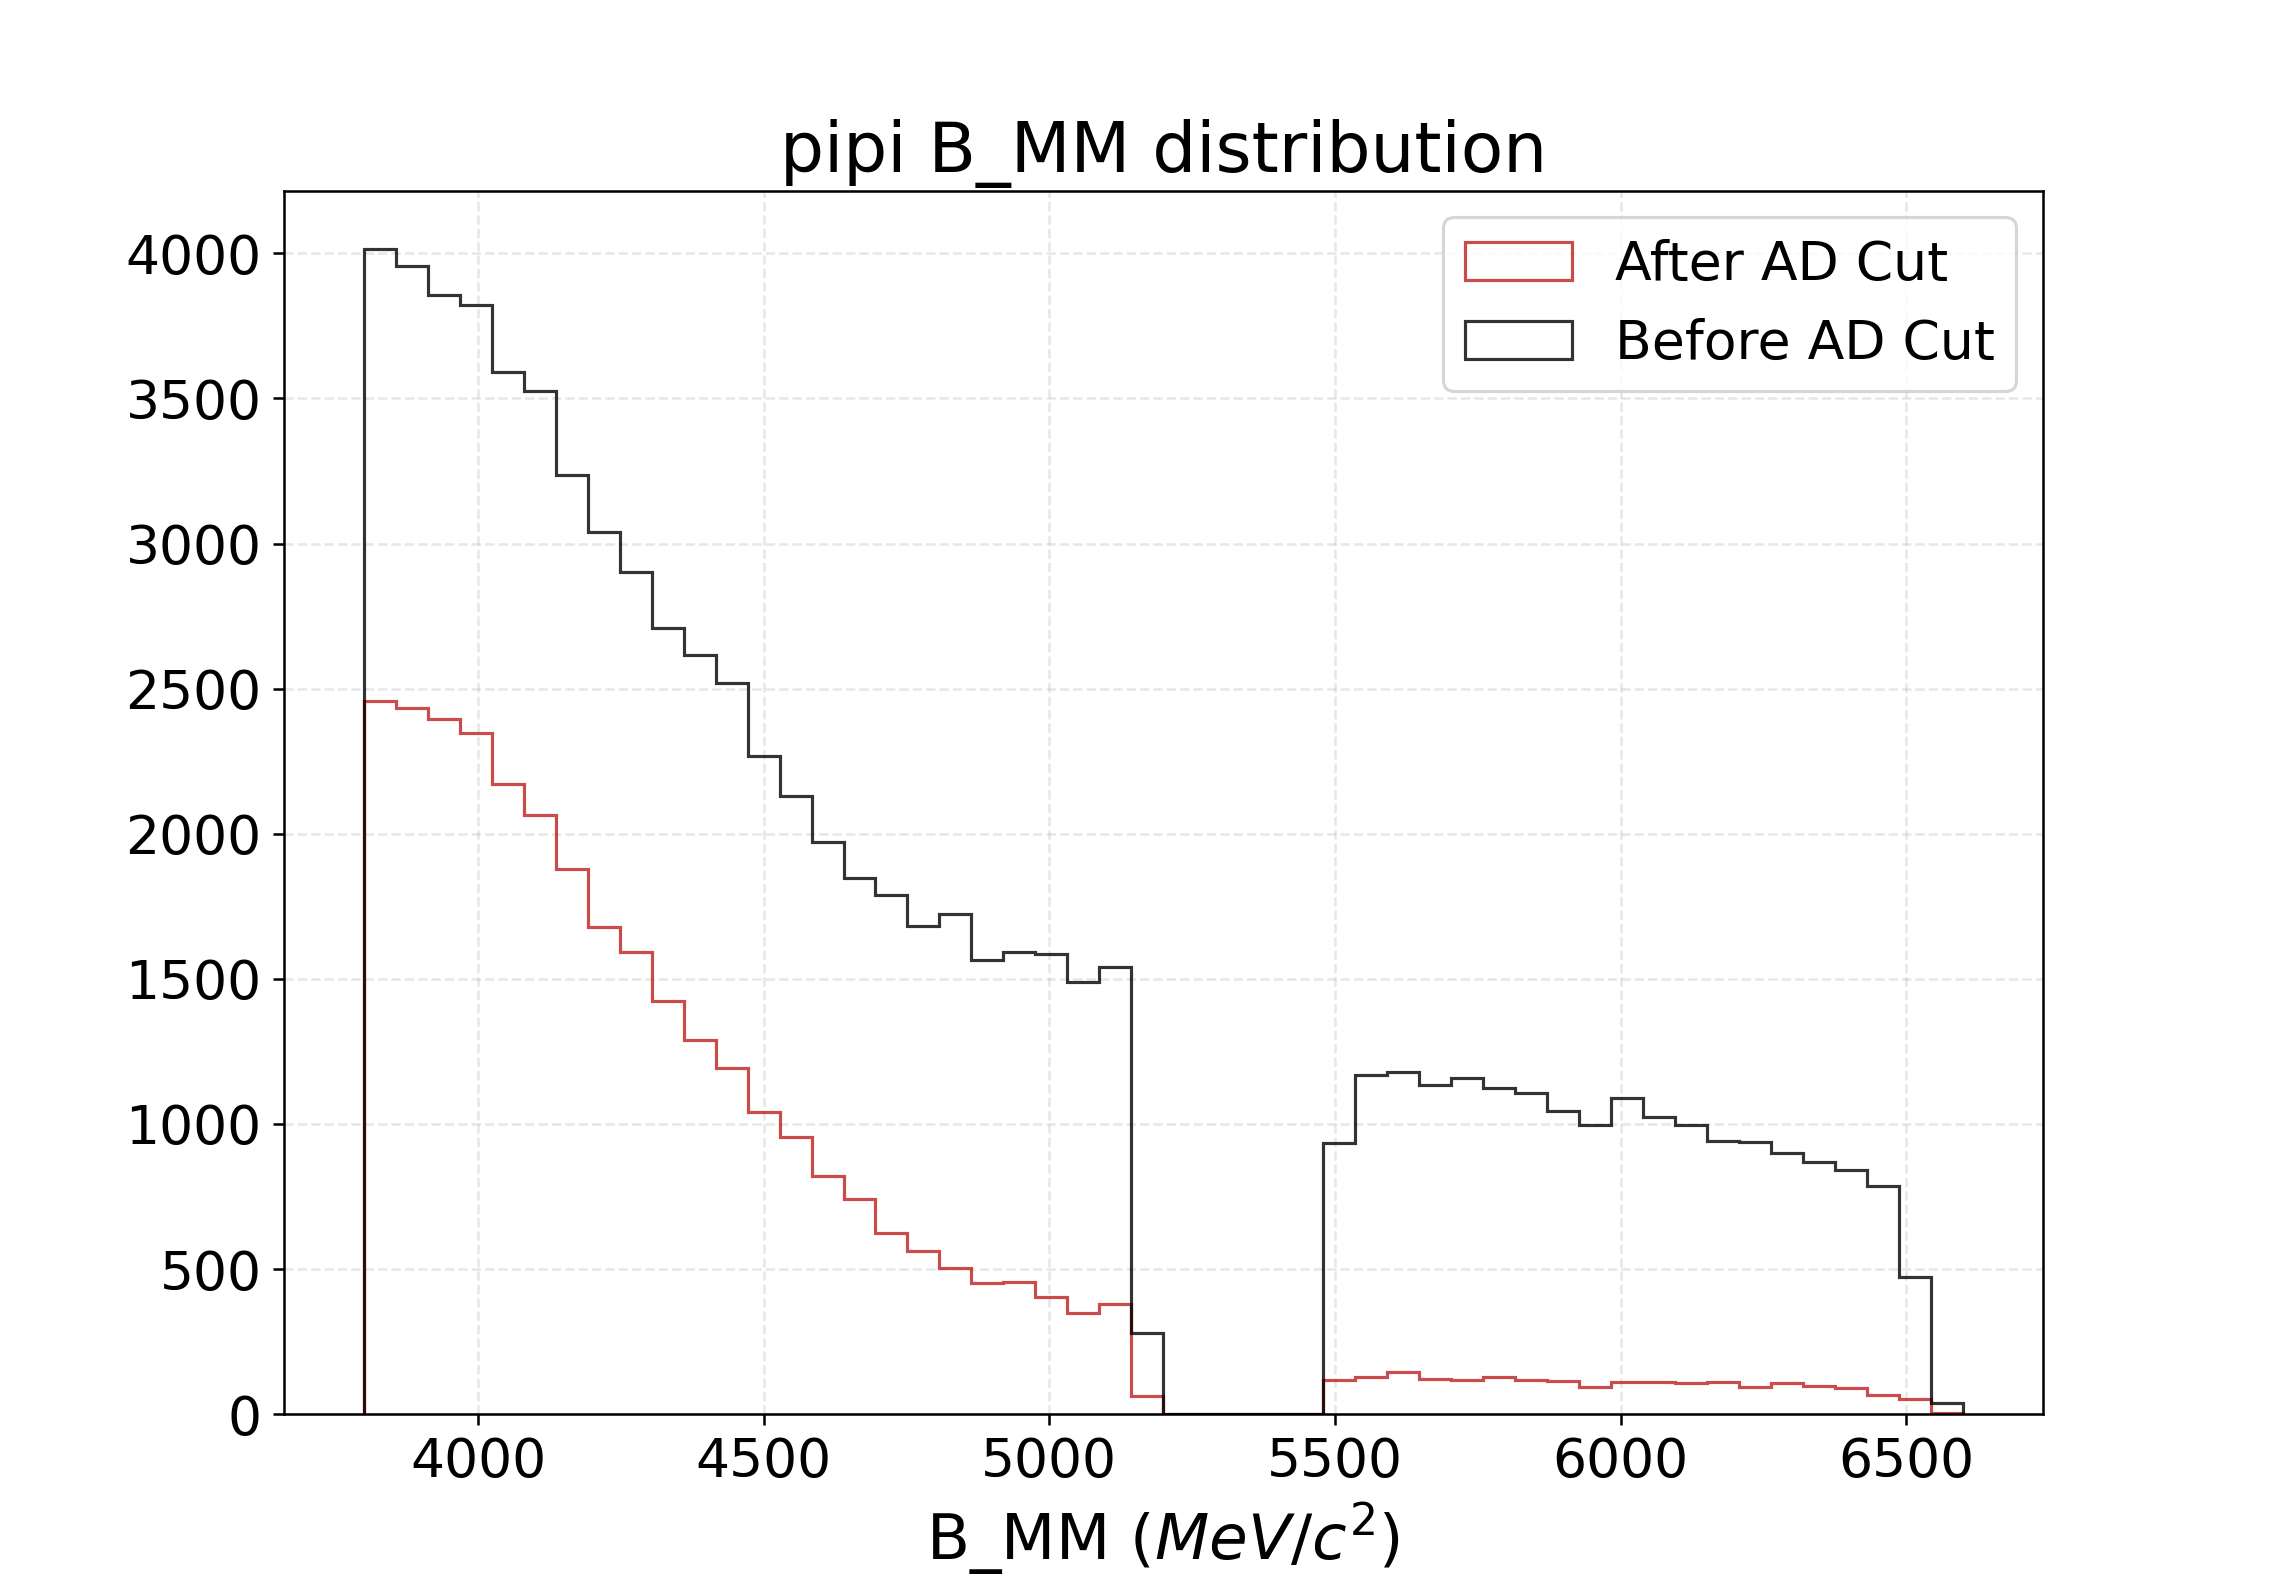 pipi B_MM distribution
After AD Cut
Before AD Cut
4000
3500
3000
2500
2000
1500
1000
500
0
4000 4500 5000 5500 6000 6500
B_MM (MeV/c²)